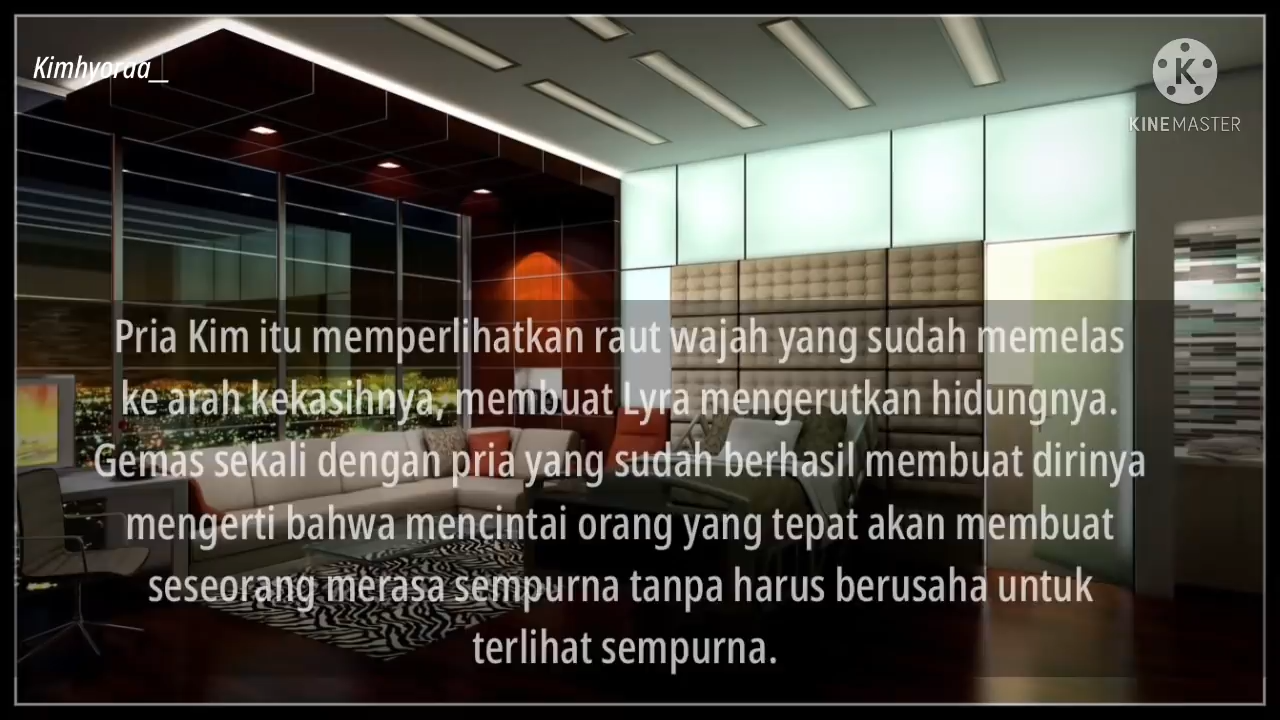 Kimhyoraa_
K
KINEMASTER
Pria Kim itu memperlihatkan raut wajah yang sudah memelas
ke arah kekasihnya, membuat Lyra mengerutkan hidungnya.
Gemas sekali dengan pria yang sudah berhasil membuat dirinya
mengerti bahwa mencintai orang yang tepat akan membuat
seseorang merasa sempurna tanpa harus berusaha untuk
terlihat sempurna.